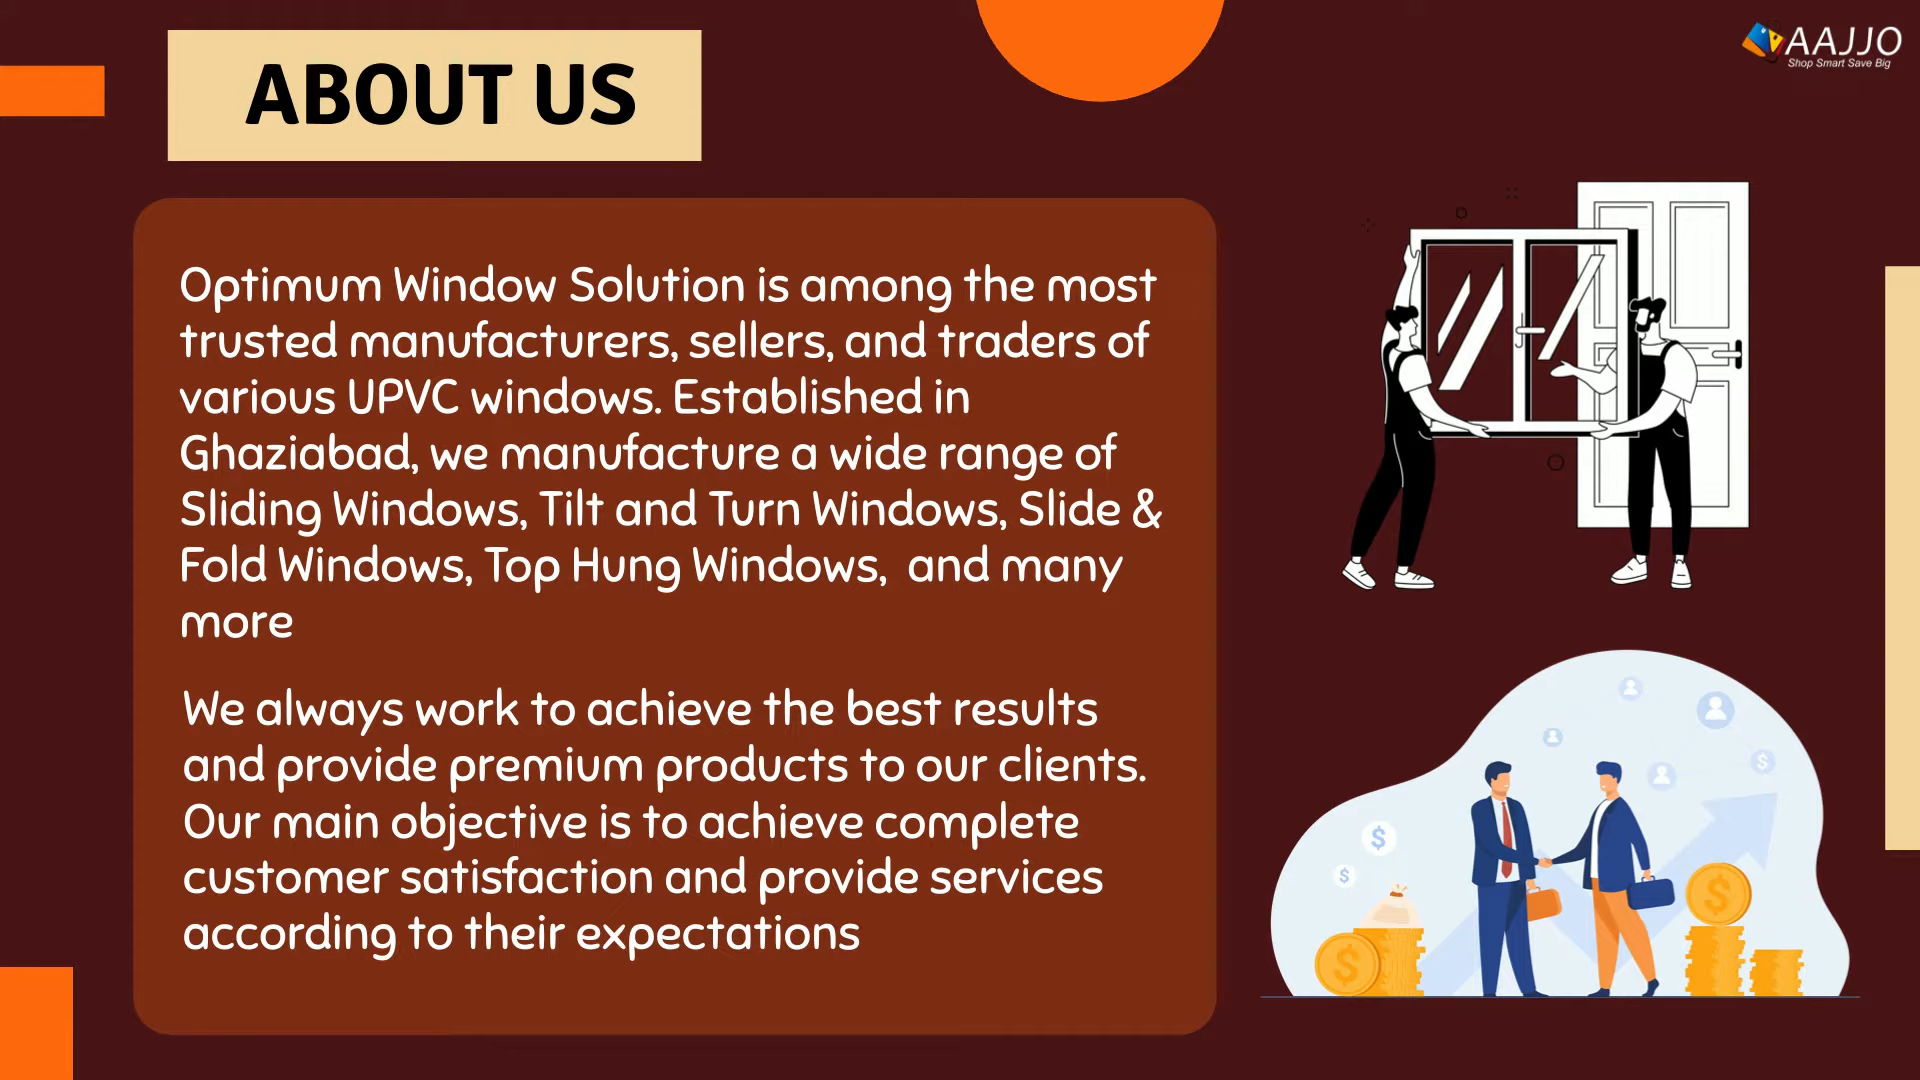 ABOUT US
AAJJO
Shop Smart Save Big
Optimum Window Solution is among the most
trusted manufacturers, sellers, and traders of
various UPVC windows. Established in
Ghaziabad, we manufacture a wide range of
Sliding Windows, Tilt and Turn Windows, Slide &
Fold Windows, Top Hung Windows,  and many
more
We always work to achieve the best results
and provide premium products to our clients.
Our main objective is to achieve complete
customer satisfaction and provide services
according to their expectations
$
$
$
$
$